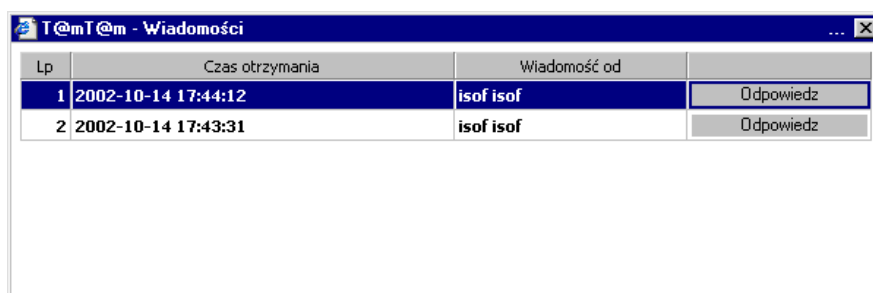 T@mT@m - Wiadomości ...
Lp Czas otrzymania Wiadomość od
1 2002-10-14 17:44:12 isof isof Odpowiedz
2 2002-10-14 17:43:31 isof isof Odpowiedz